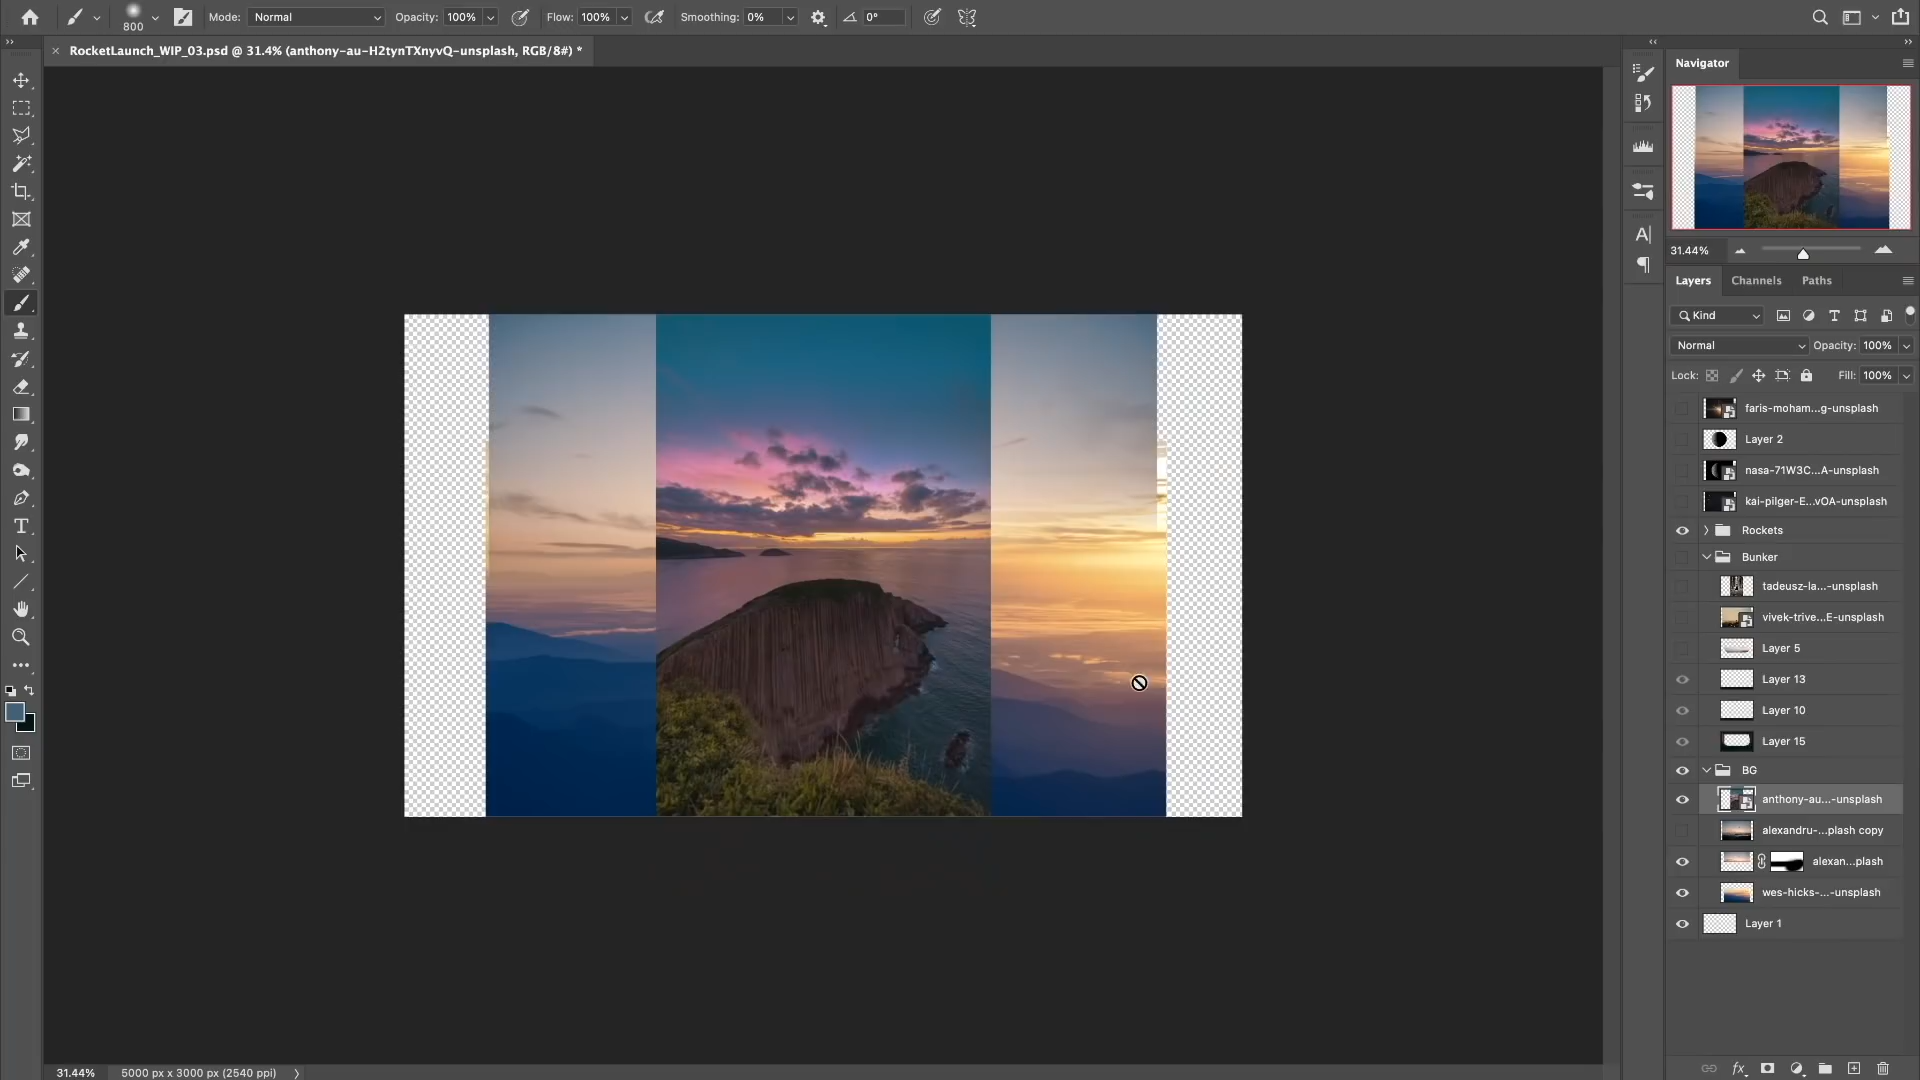 800
Mode: Normal
Opacity: 100%
Flow: 100%
Smoothing: 0%
0°
RocketLaunch_WIP_03.psd @ 31.4% (anthony-au-H2tynTXnyvQ-unsplash, RGB/8#) *
Navigator
31.44%
Layers
Channels
Paths
Kind
Normal
Opacity: 100%
Lock:
Fill: 100%
faris-moham...g-unsplash
Layer 2
nasa-71W3C...A-unsplash
kai-pilger-E...vOA-unsplash
Rockets
Bunker
tadeusz-la...-unsplash
vivek-trive...E-unsplash
Layer 5
Layer 13
Layer 10
Layer 15
BG
anthony-au...-unsplash
alexandru-...plash copy
alexan...plash
wes-hicks-...-unsplash
Layer 1
31.44%
5000 px x 3000 px (2540 ppi)